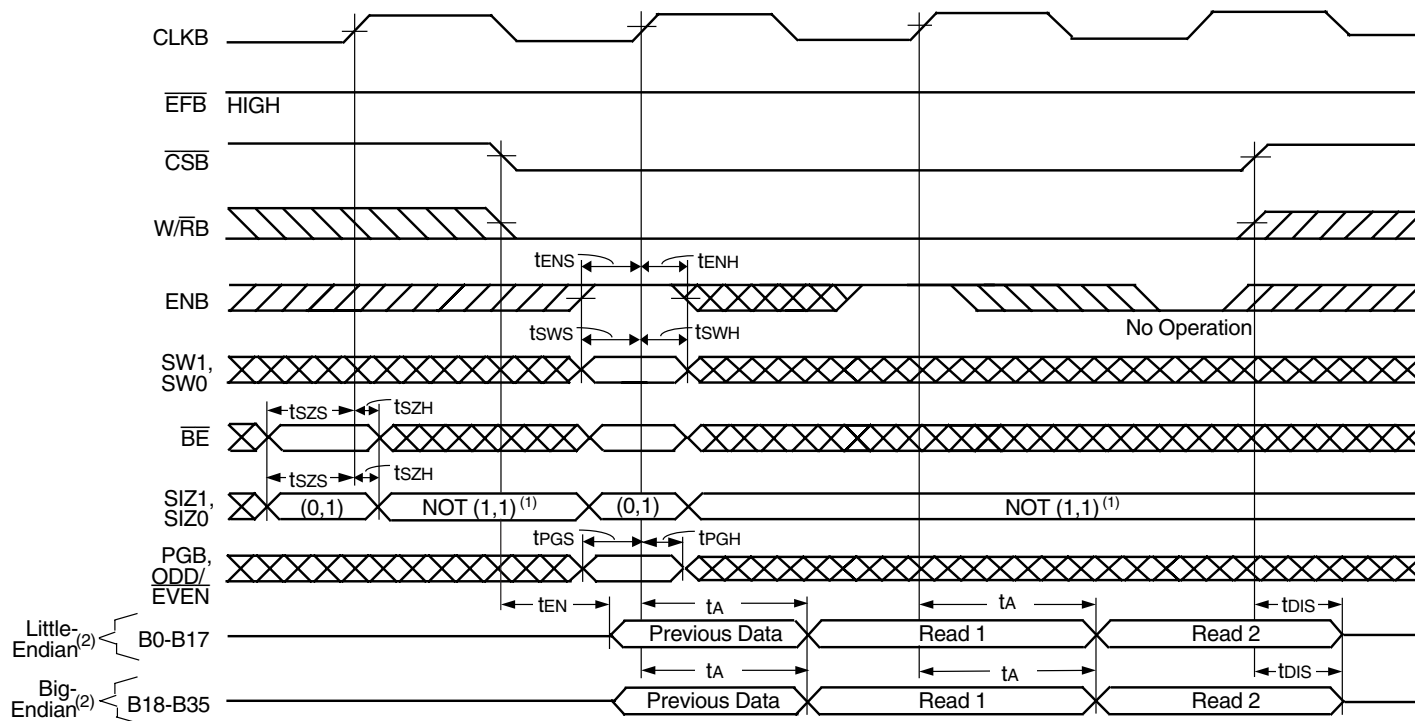 CLKB
EFB HIGH
CSB
W/RB
tENS tENH
ENB
No Operation
tSWS tSWH
SW1,
SW0
tSZS tSZH
BE
tSZS tSZH
SIZ1,
SIZ0
(0,1) NOT (1,1) (1) (0,1) NOT (1,1) (1)
tPGS tPGH
PGB,
ODD/
EVEN
tEN tA tA tDIS
Little-
Endian(2) B0-B17 Previous Data Read 1 Read 2
tA tA tDIS
Big-
Endian(2) B18-B35 Previous Data Read 1 Read 2